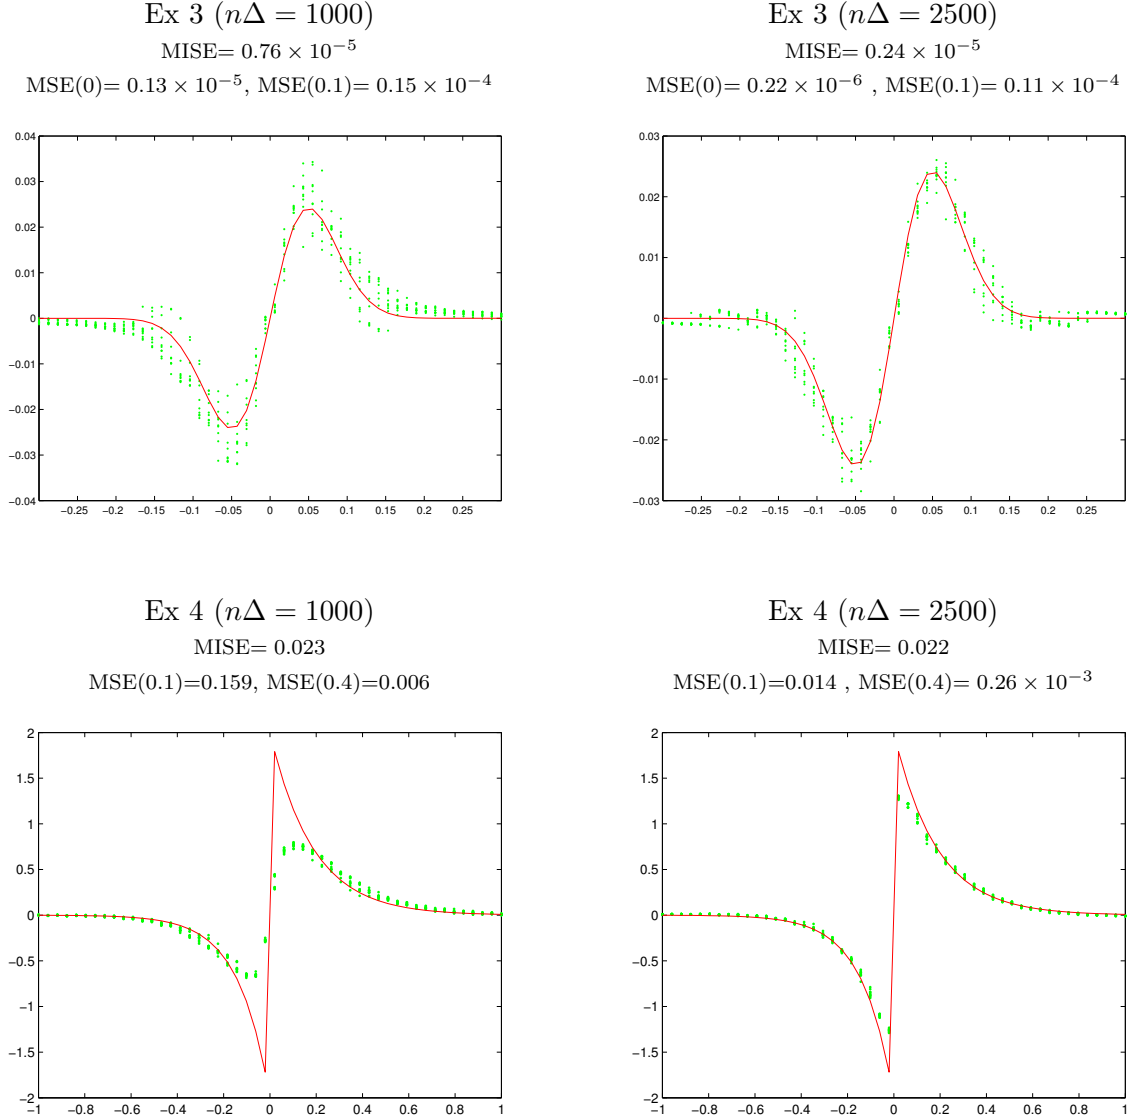 Ex 3 (nΔ = 1000)
MISE= 0.76 × 10⁻⁵
MSE(0)= 0.13 × 10⁻⁵, MSE(0.1)= 0.15 × 10⁻⁴
0.04
0.03
0.02
0.01
0
−0.01
−0.02
−0.03
−0.04
−0.25 −0.2 −0.15 −0.1 −0.05 0 0.05 0.1 0.15 0.2 0.25
Ex 3 (nΔ = 2500)
MISE= 0.24 × 10⁻⁵
MSE(0)= 0.22 × 10⁻⁶ , MSE(0.1)= 0.11 × 10⁻⁴
0.03
0.02
0.01
0
−0.01
−0.02
−0.03
−0.25 −0.2 −0.15 −0.1 −0.05 0 0.05 0.1 0.15 0.2 0.25
Ex 4 (nΔ = 1000)
MISE= 0.023
MSE(0.1)=0.159, MSE(0.4)=0.006
2
1.5
1
0.5
0
−0.5
−1
−1.5
−2
−1 −0.8 −0.6 −0.4 −0.2 0 0.2 0.4 0.6 0.8 1
Ex 4 (nΔ = 2500)
MISE= 0.022
MSE(0.1)=0.014 , MSE(0.4)= 0.26 × 10⁻³
2
1.5
1
0.5
0
−0.5
−1
−1.5
−2
−1 −0.8 −0.6 −0.4 −0.2 0 0.2 0.4 0.6 0.8 1